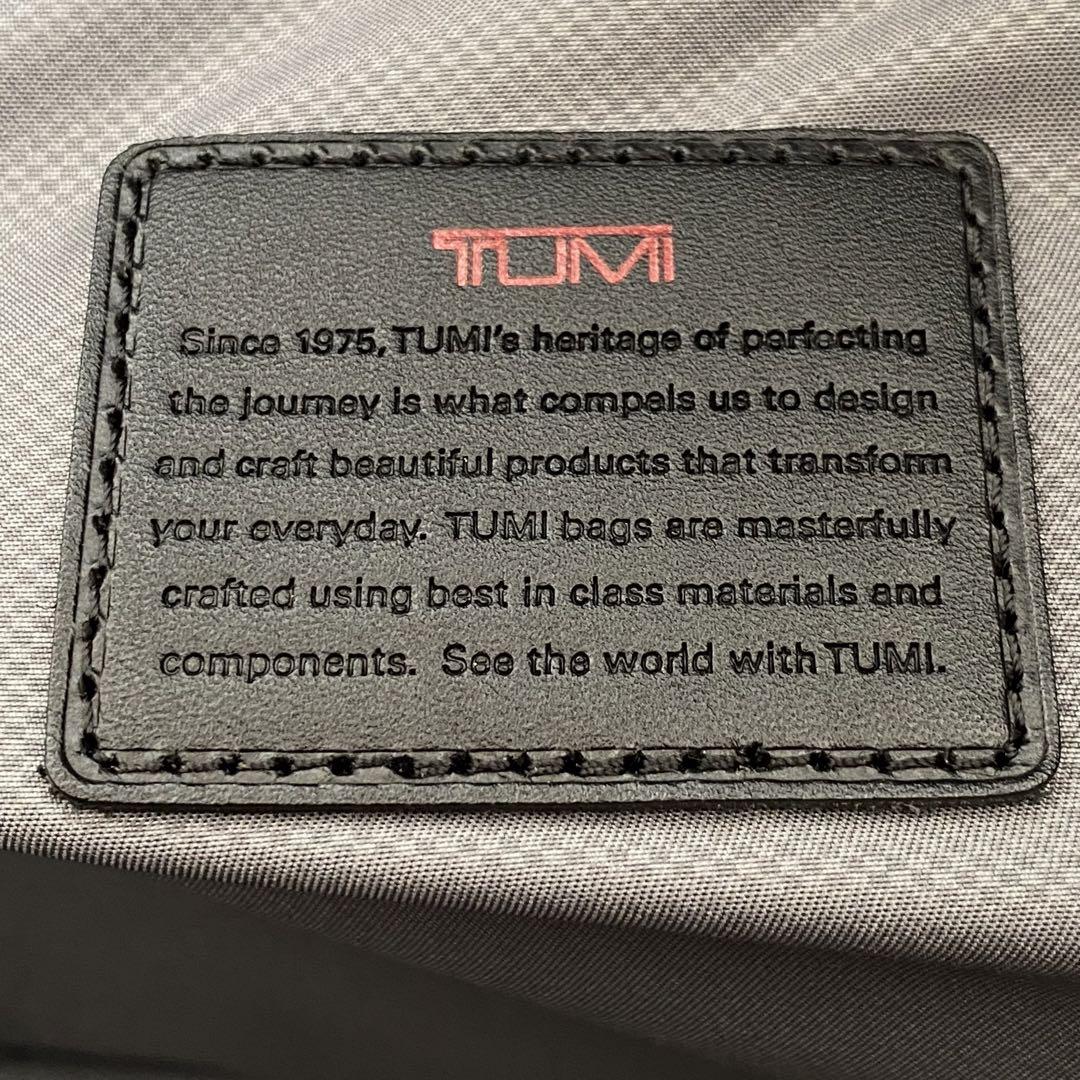 TUMI
Since 1975, TUMI's heritage of perfecting
the journey is what compels us to design
and craft beautiful products that transform
your everyday. TUMI bags are masterfully
crafted using best in class materials and
components. See the world with TUMI.